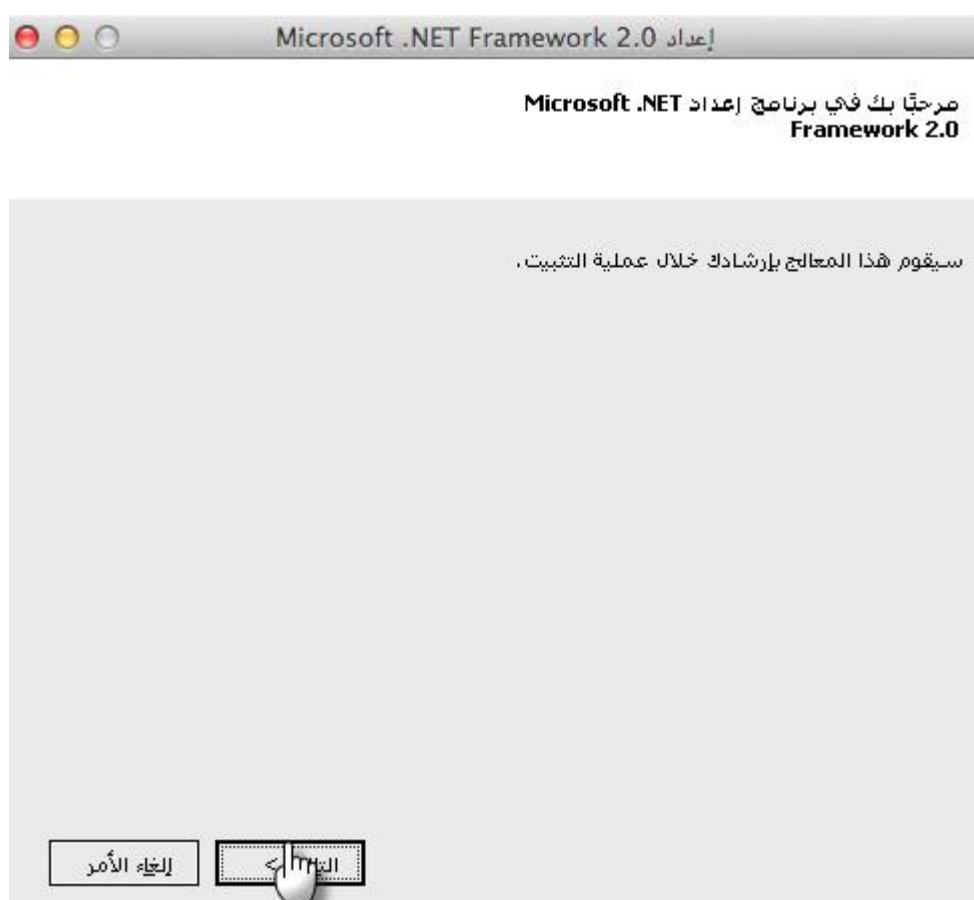 إعداد Microsoft .NET Framework 2.0
مرحبًا بك في برنامج إعداد Microsoft .NET
Framework 2.0
سيقوم هذا المعالج بإرشادك خلال عملية التثبيت.
التالي >
إلغاء الأمر